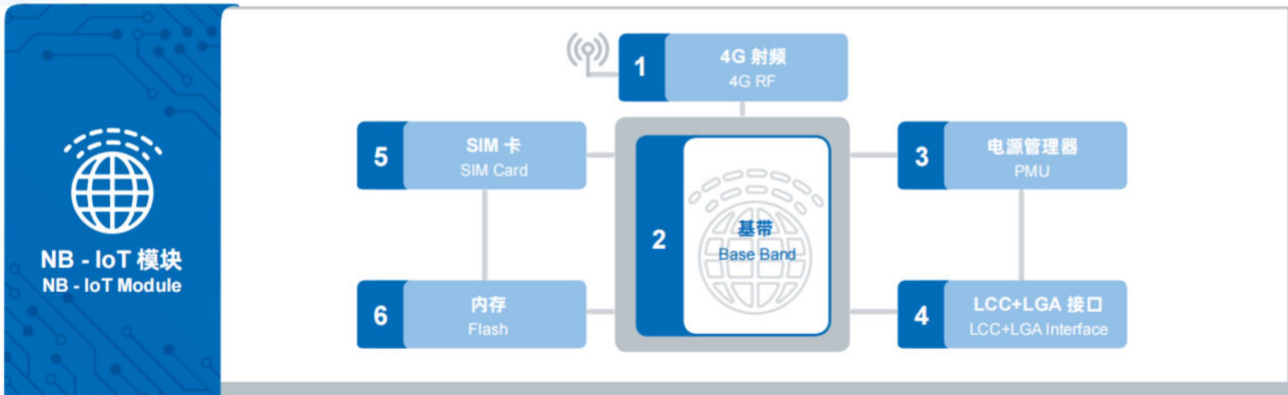 NB - IoT 模块
NB - IoT Module
1
4G 射频
4G RF
5
SIM 卡
SIM Card
2
基带
Base Band
3
电源管理器
PMU
6
内存
Flash
4
LCC+LGA 接口
LCC+LGA Interface